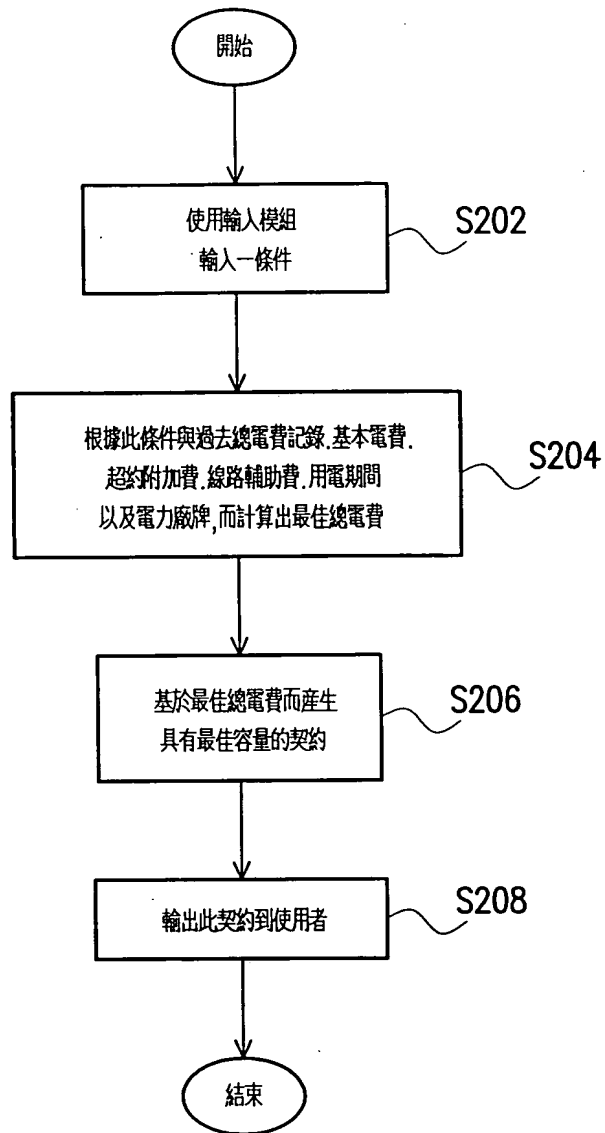 開始
使用輸入模組
輸入一條件
S202
根據此條件與過去總電費記錄.基本電費.
超約附加費.線路輔助費.用電期間
以及電力廠牌,而計算出最佳總電費
S204
基於最佳總電費而産生
具有最佳容量的契約
S206
輸出此契約到使用者
S208
結束